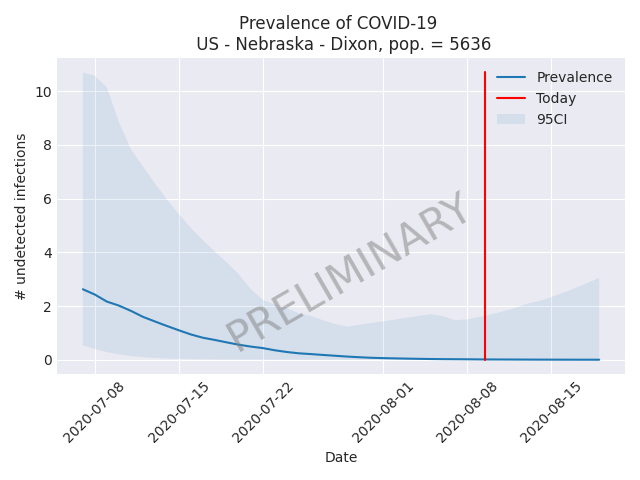 Prevalence of COVID-19
US - Nebraska - Dixon, pop. = 5636
Prevalence
Today
95CI
# undetected infections
10
8
6
4
2
0
PRELIMINARY
2020-07-08
2020-07-15
2020-07-22
2020-08-01
2020-08-08
2020-08-15
Date